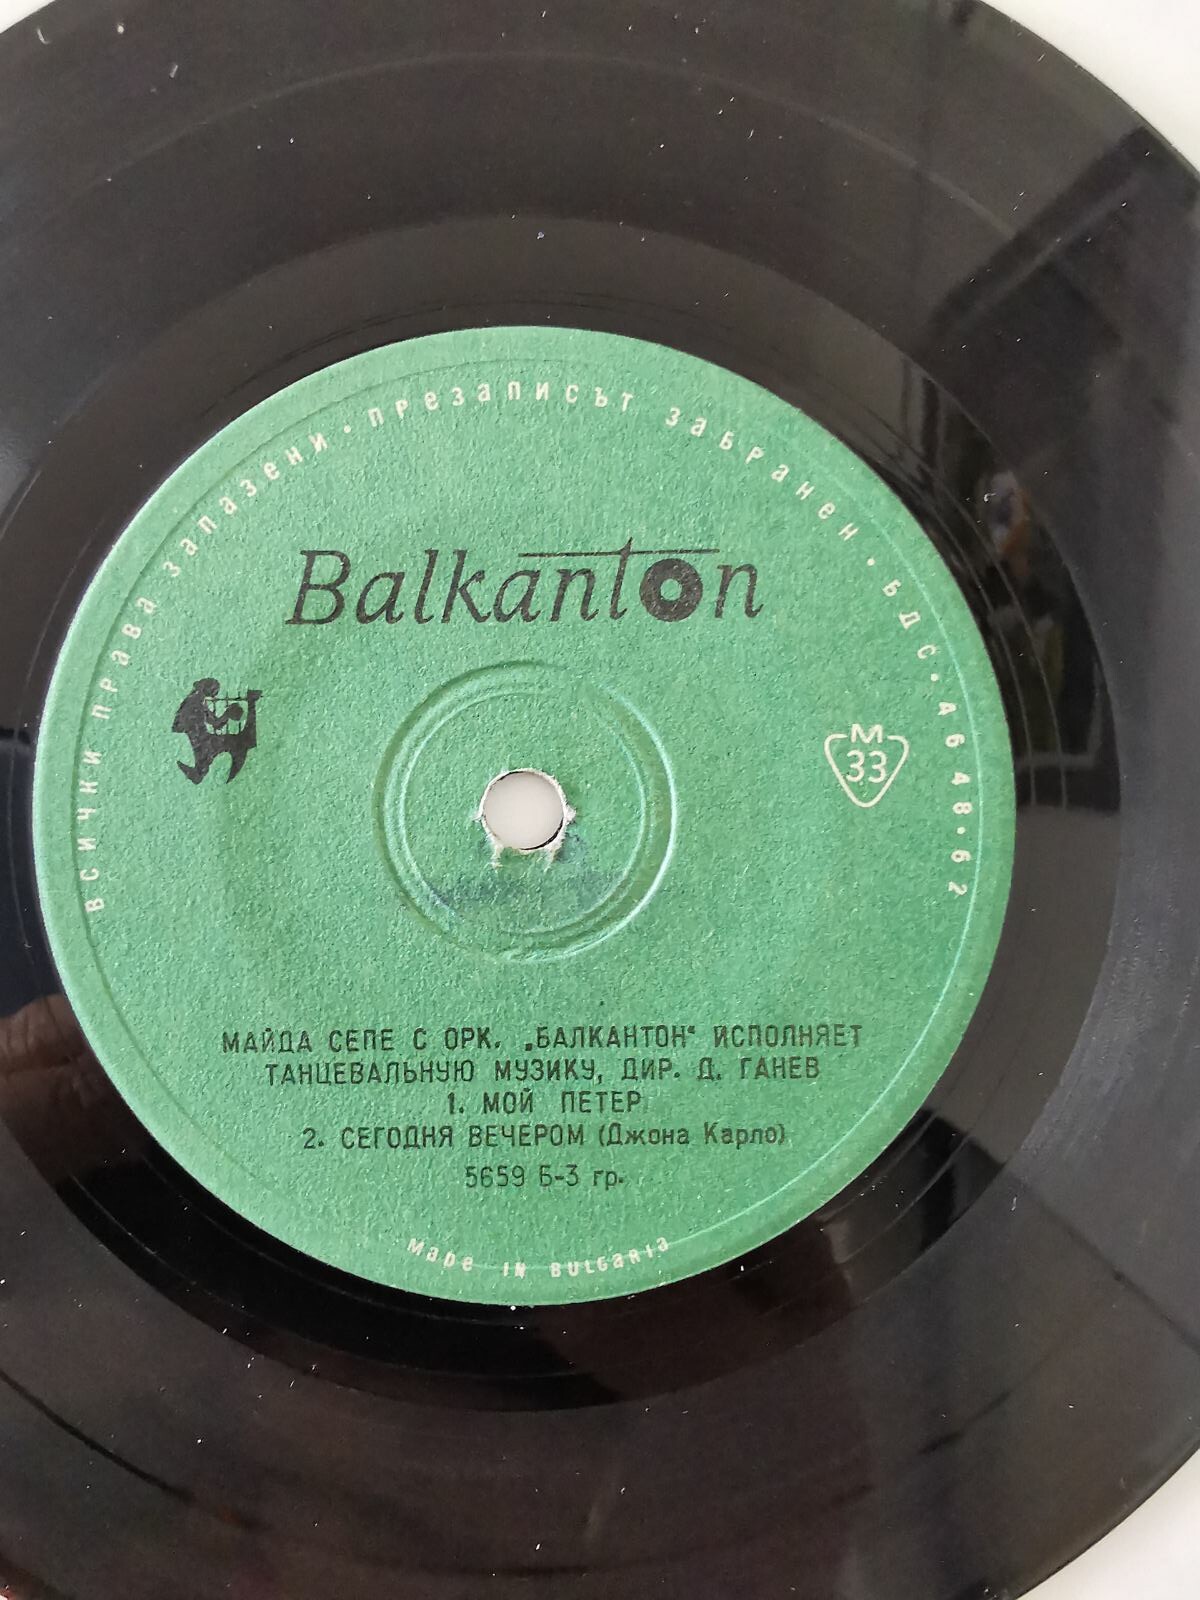 всички права запазени · презаписът забранен · БДС · 4648 · 62
Balkanton
М
33
МАЙДА СЕПЕ С ОРК. „БАЛКАНТОН“ ИСПОЛНЯЕТ
ТАНЦЕВАЛЬНУЮ МУЗИКУ, ДИР. Д. ГАНЕВ
1. МОЙ ПЕТЕР
2. СЕГОДНЯ ВЕЧЕРОМ (Джона Карло)
5659 Б-3 гр.
Made in Bulgaria